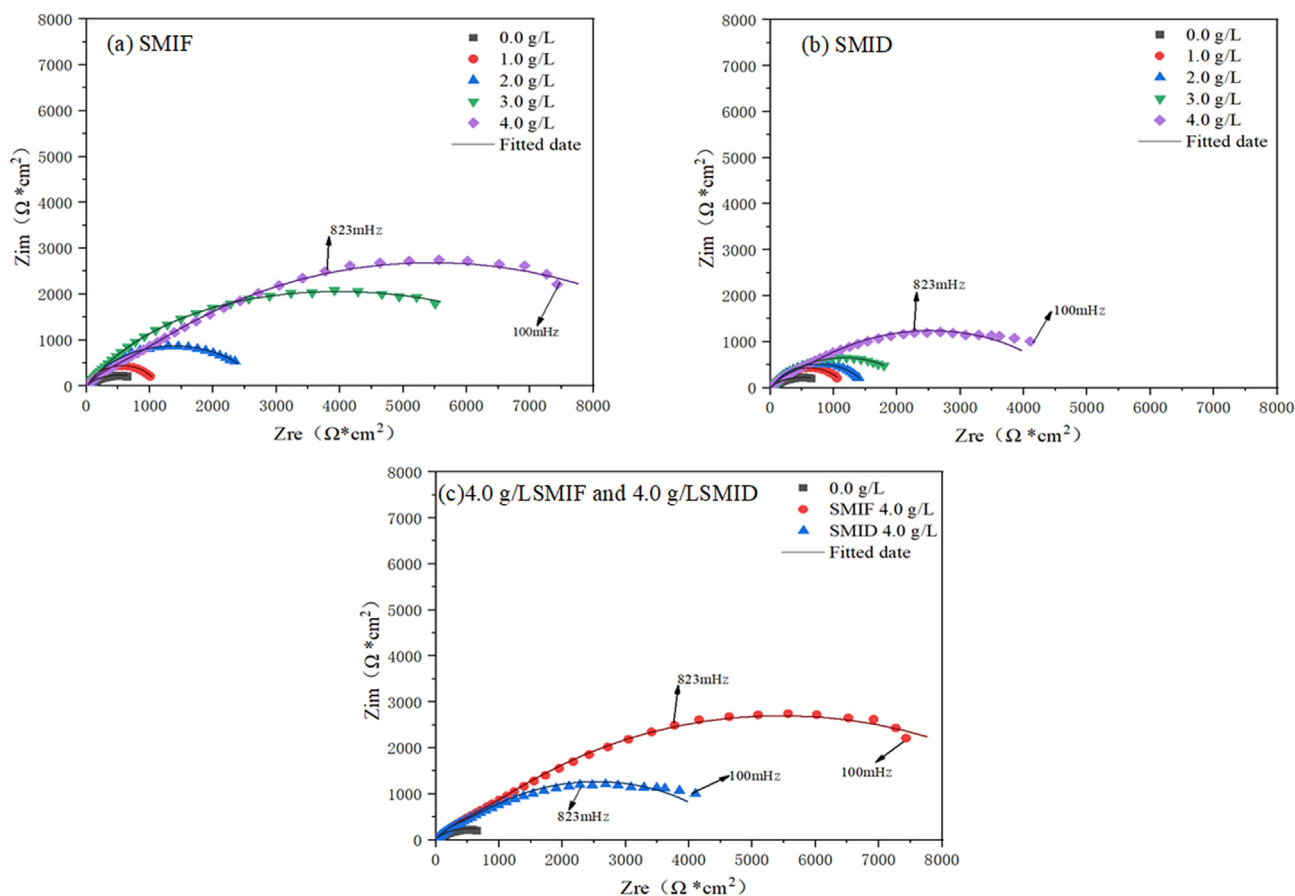 (a) SMIF
0.0 g/L
1.0 g/L
2.0 g/L
3.0 g/L
4.0 g/L
Fitted date
8000
7000
6000
5000
4000
3000
2000
1000
0
Zim（Ω *cm²）
823mHz
100mHz
0 1000 2000 3000 4000 5000 6000 7000 8000
Zre（Ω*cm²）
(b) SMID
0.0 g/L
1.0 g/L
2.0 g/L
3.0 g/L
4.0 g/L
Fitted date
8000
7000
6000
5000
4000
3000
2000
1000
0
Zim（Ω *cm²）
823mHz
100mHz
0 1000 2000 3000 4000 5000 6000 7000 8000
Zre（Ω*cm²）
(c)4.0 g/LSMIF and 4.0 g/LSMID
0.0 g/L
SMIF 4.0 g/L
SMID 4.0 g/L
Fitted date
8000
7000
6000
5000
4000
3000
2000
1000
0
Zim（Ω *cm²）
823mHz
100mHz
823mHz
100mHz
0 1000 2000 3000 4000 5000 6000 7000 8000
Zre（Ω*cm²）